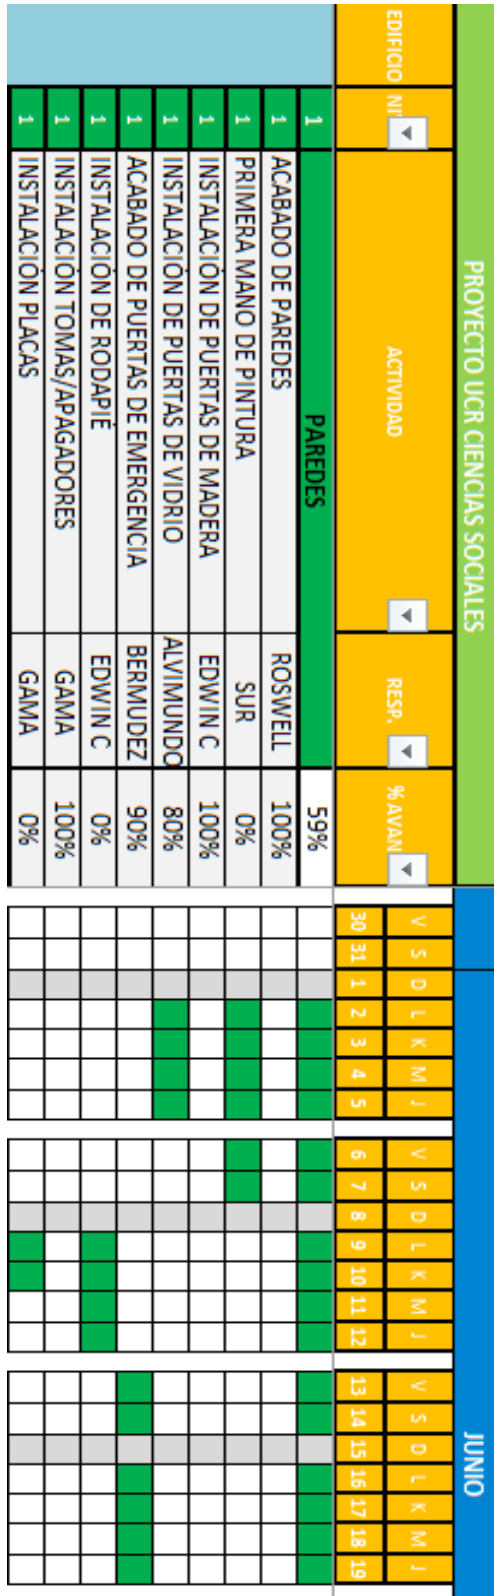 PROYECTO UCR CIENCIAS SOCIALES JUNIO
EDIFICIO NI' ACTIVIDAD RESP. % AVAN V S D L K M J V S D L K M J V S D L K M J
30 31 1 2 3 4 5 6 7 8 9 10 11 12 13 14 15 16 17 18 19
1 PAREDES 59%
1 ACABADO DE PAREDES ROSWELL 100%
1 PRIMERA MANO DE PINTURA SUR 0%
1 INSTALACIÓN DE PUERTAS DE MADERA EDWIN C 100%
1 INSTALACIÓN DE PUERTAS DE VIDRIO ALVIMUNDO 80%
1 ACABADO DE PUERTAS DE EMERGENCIA BERMUDEZ 90%
1 INSTALACIÓN DE RODAPIÉ EDWIN C 0%
1 INSTALACIÓN TOMAS/APAGADORES GAMA 100%
1 INSTALACIÓN PLACAS GAMA 0%